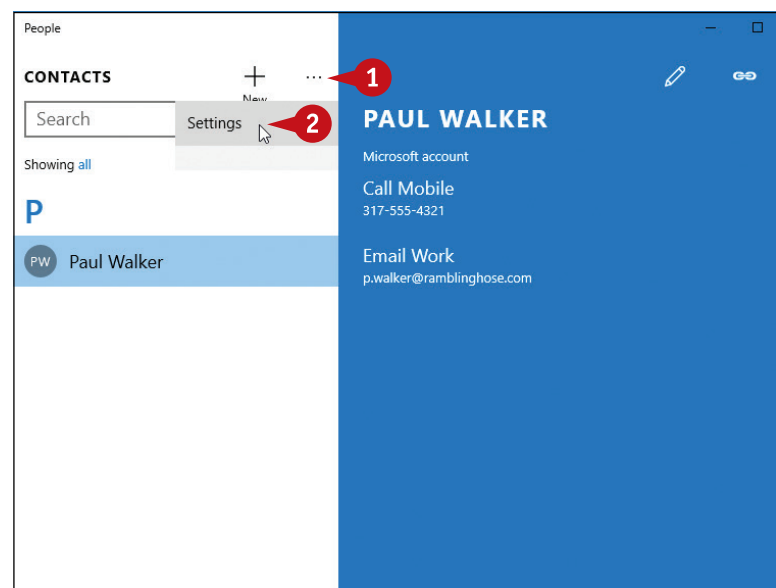 People
CONTACTS
...
1
New
Search
Settings
2
Showing all
P
PW Paul Walker
PAUL WALKER
Microsoft account
Call Mobile
317-555-4321
Email Work
p.walker@ramblinghose.com